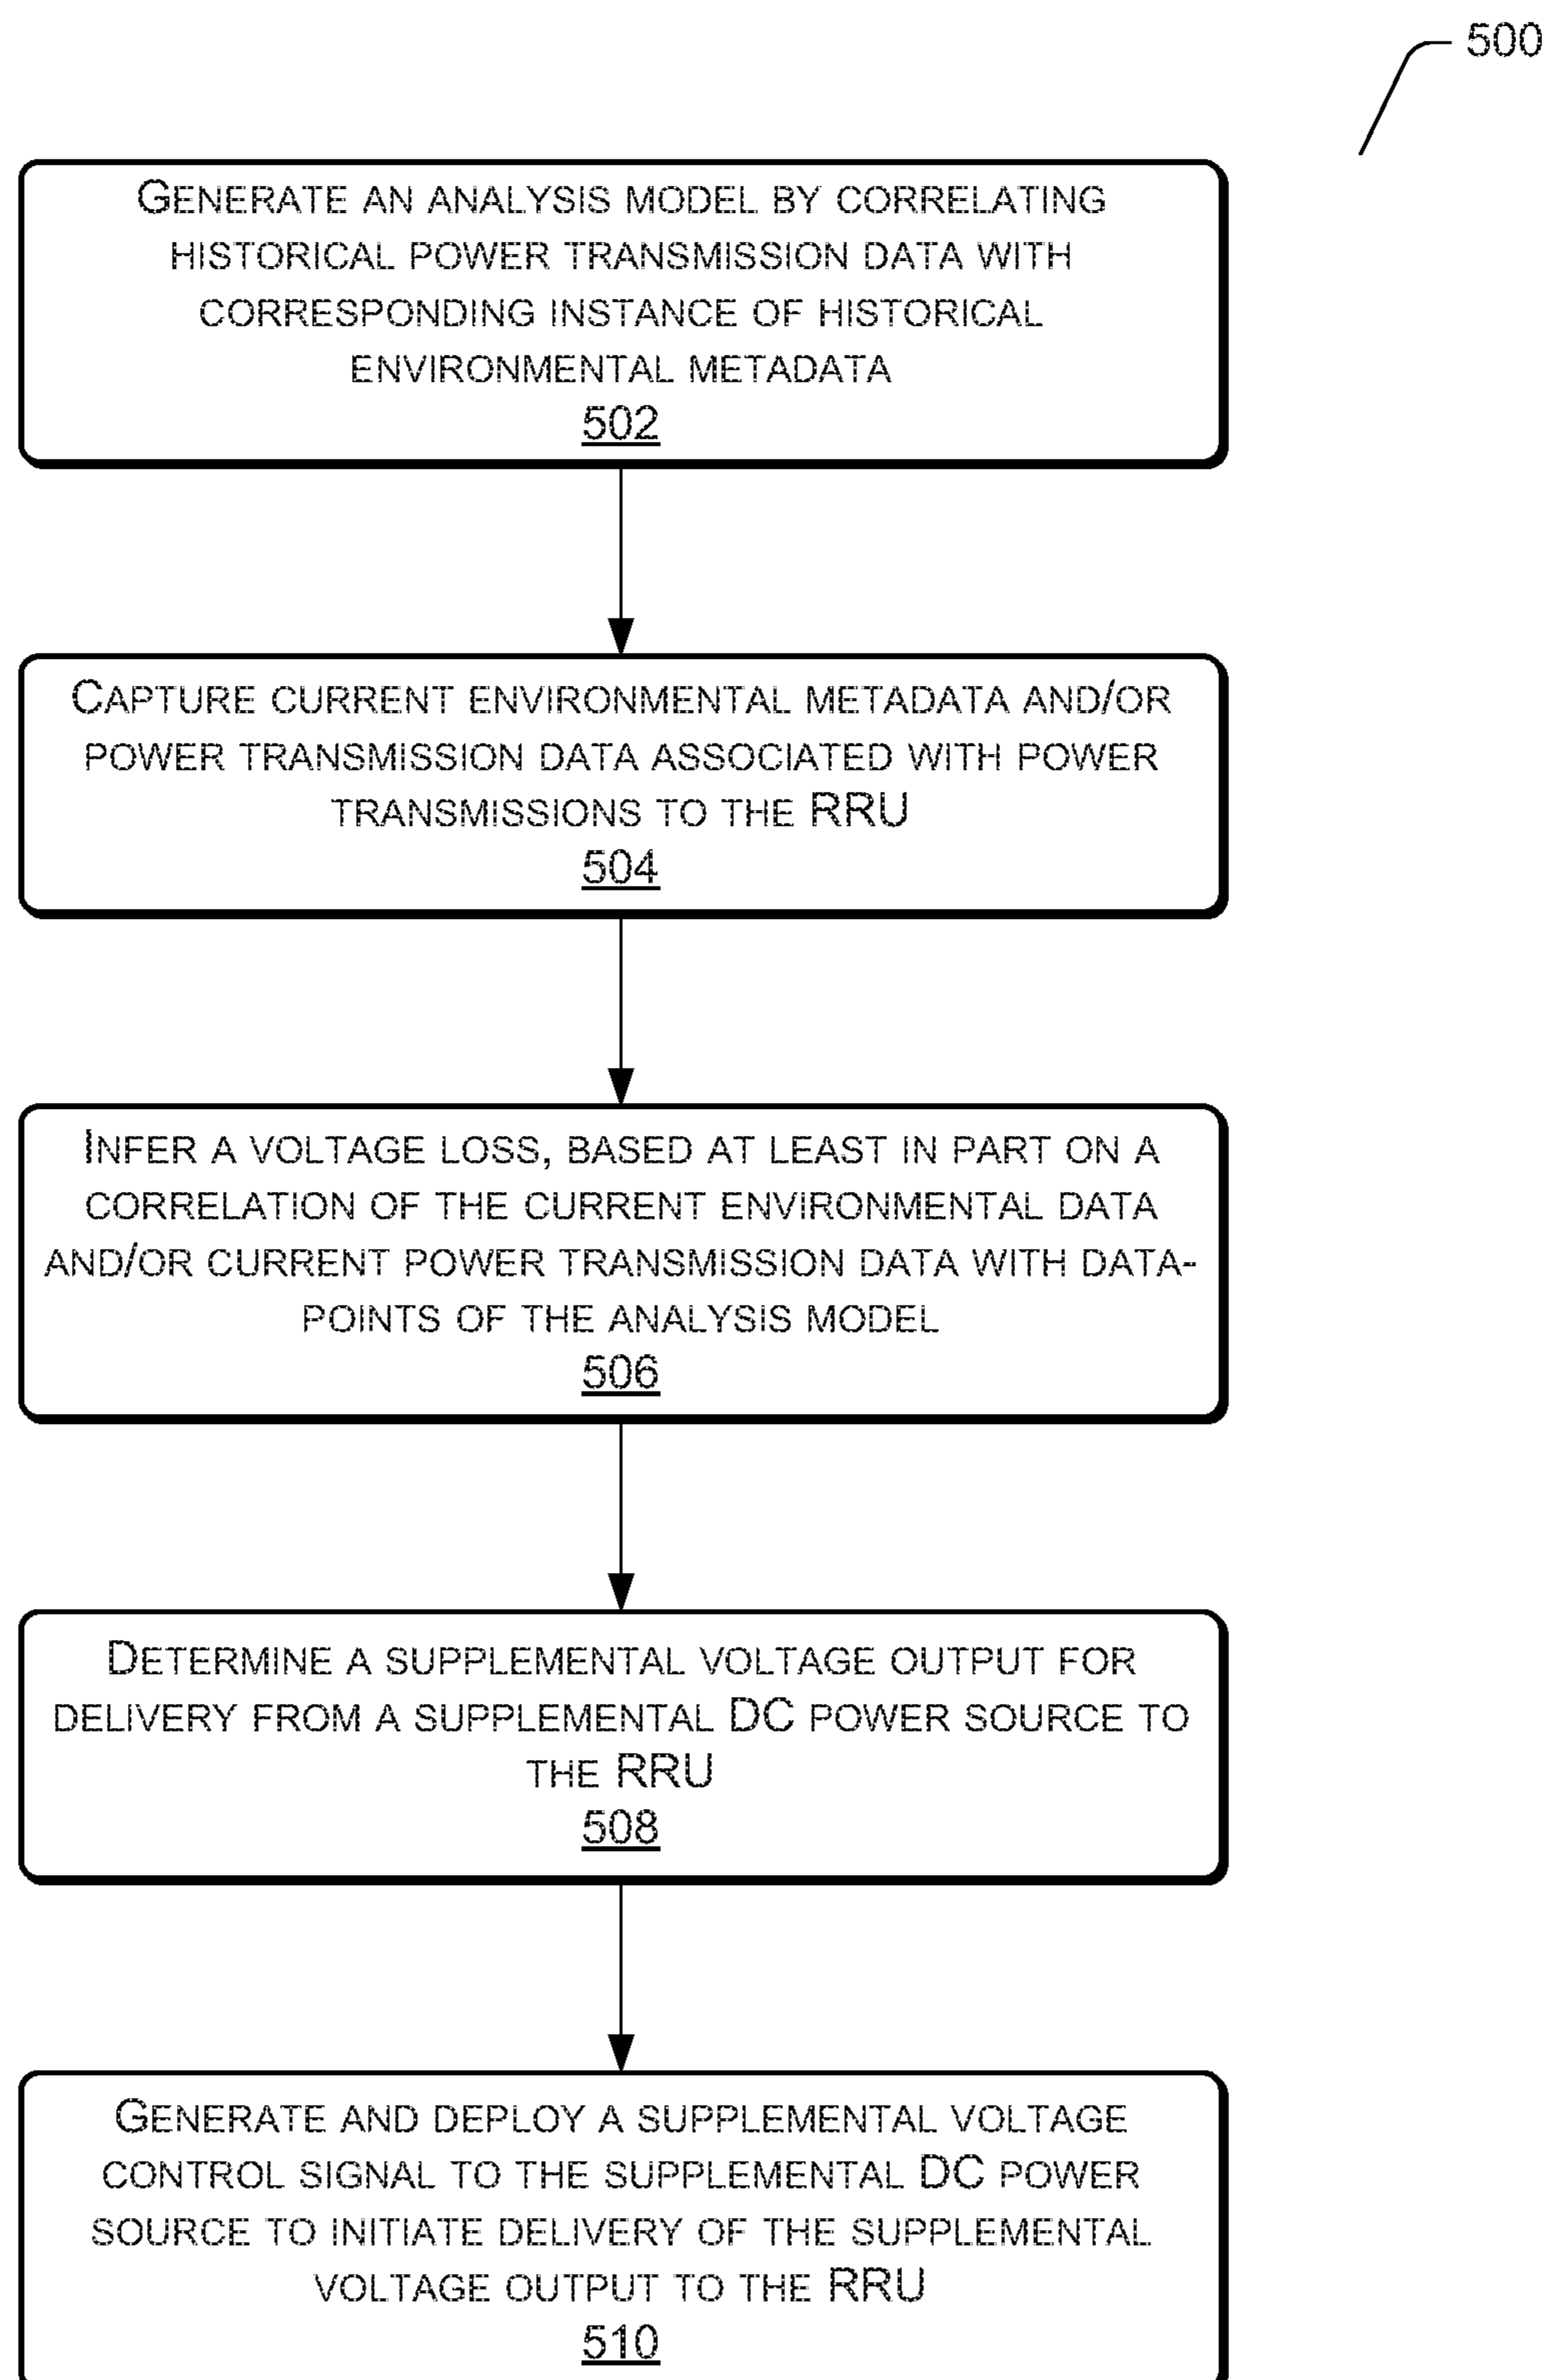 500
GENERATE AN ANALYSIS MODEL BY CORRELATING
HISTORICAL POWER TRANSMISSION DATA WITH
CORRESPONDING INSTANCE OF HISTORICAL
ENVIRONMENTAL METADATA
502
CAPTURE CURRENT ENVIRONMENTAL METADATA AND/OR
POWER TRANSMISSION DATA ASSOCIATED WITH POWER
TRANSMISSIONS TO THE RRU
504
INFER A VOLTAGE LOSS, BASED AT LEAST IN PART ON A
CORRELATION OF THE CURRENT ENVIRONMENTAL DATA
AND/OR CURRENT POWER TRANSMISSION DATA WITH DATA-
POINTS OF THE ANALYSIS MODEL
506
DETERMINE A SUPPLEMENTAL VOLTAGE OUTPUT FOR
DELIVERY FROM A SUPPLEMENTAL DC POWER SOURCE TO
THE RRU
508
GENERATE AND DEPLOY A SUPPLEMENTAL VOLTAGE
CONTROL SIGNAL TO THE SUPPLEMENTAL DC POWER
SOURCE TO INITIATE DELIVERY OF THE SUPPLEMENTAL
VOLTAGE OUTPUT TO THE RRU
510